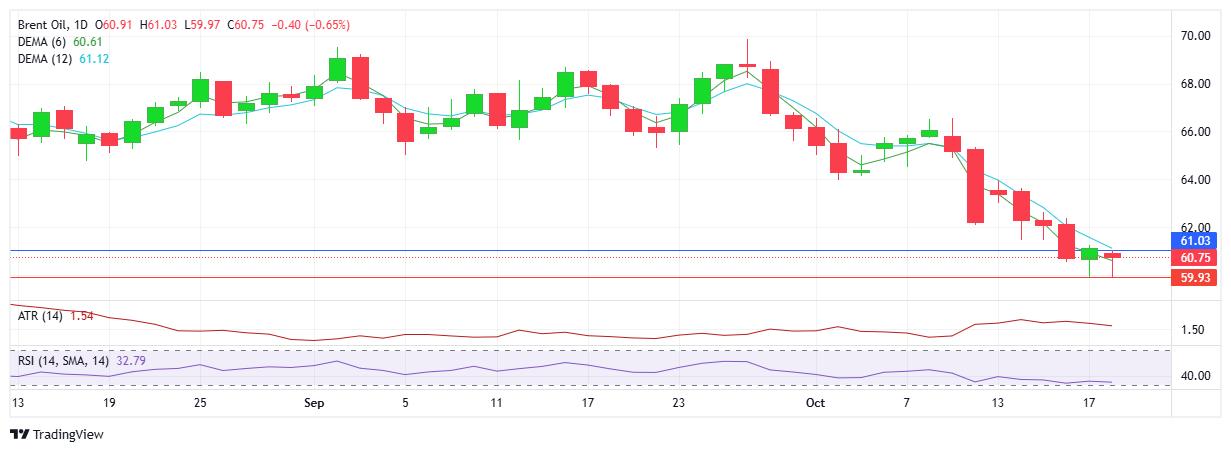 Brent Oil, 1D O60.91 H61.03 L59.97 C60.75 −0.40 (−0.65%)
DEMA (6) 60.61
DEMA (12) 61.12
70.00
68.00
66.00
64.00
62.00
61.03
60.75
59.93
ATR (14) 1.54
1.50
RSI (14, SMA, 14) 32.79
40.00
13 19 25 Sep 5 11 17 23 Oct 7 13 17
TradingView